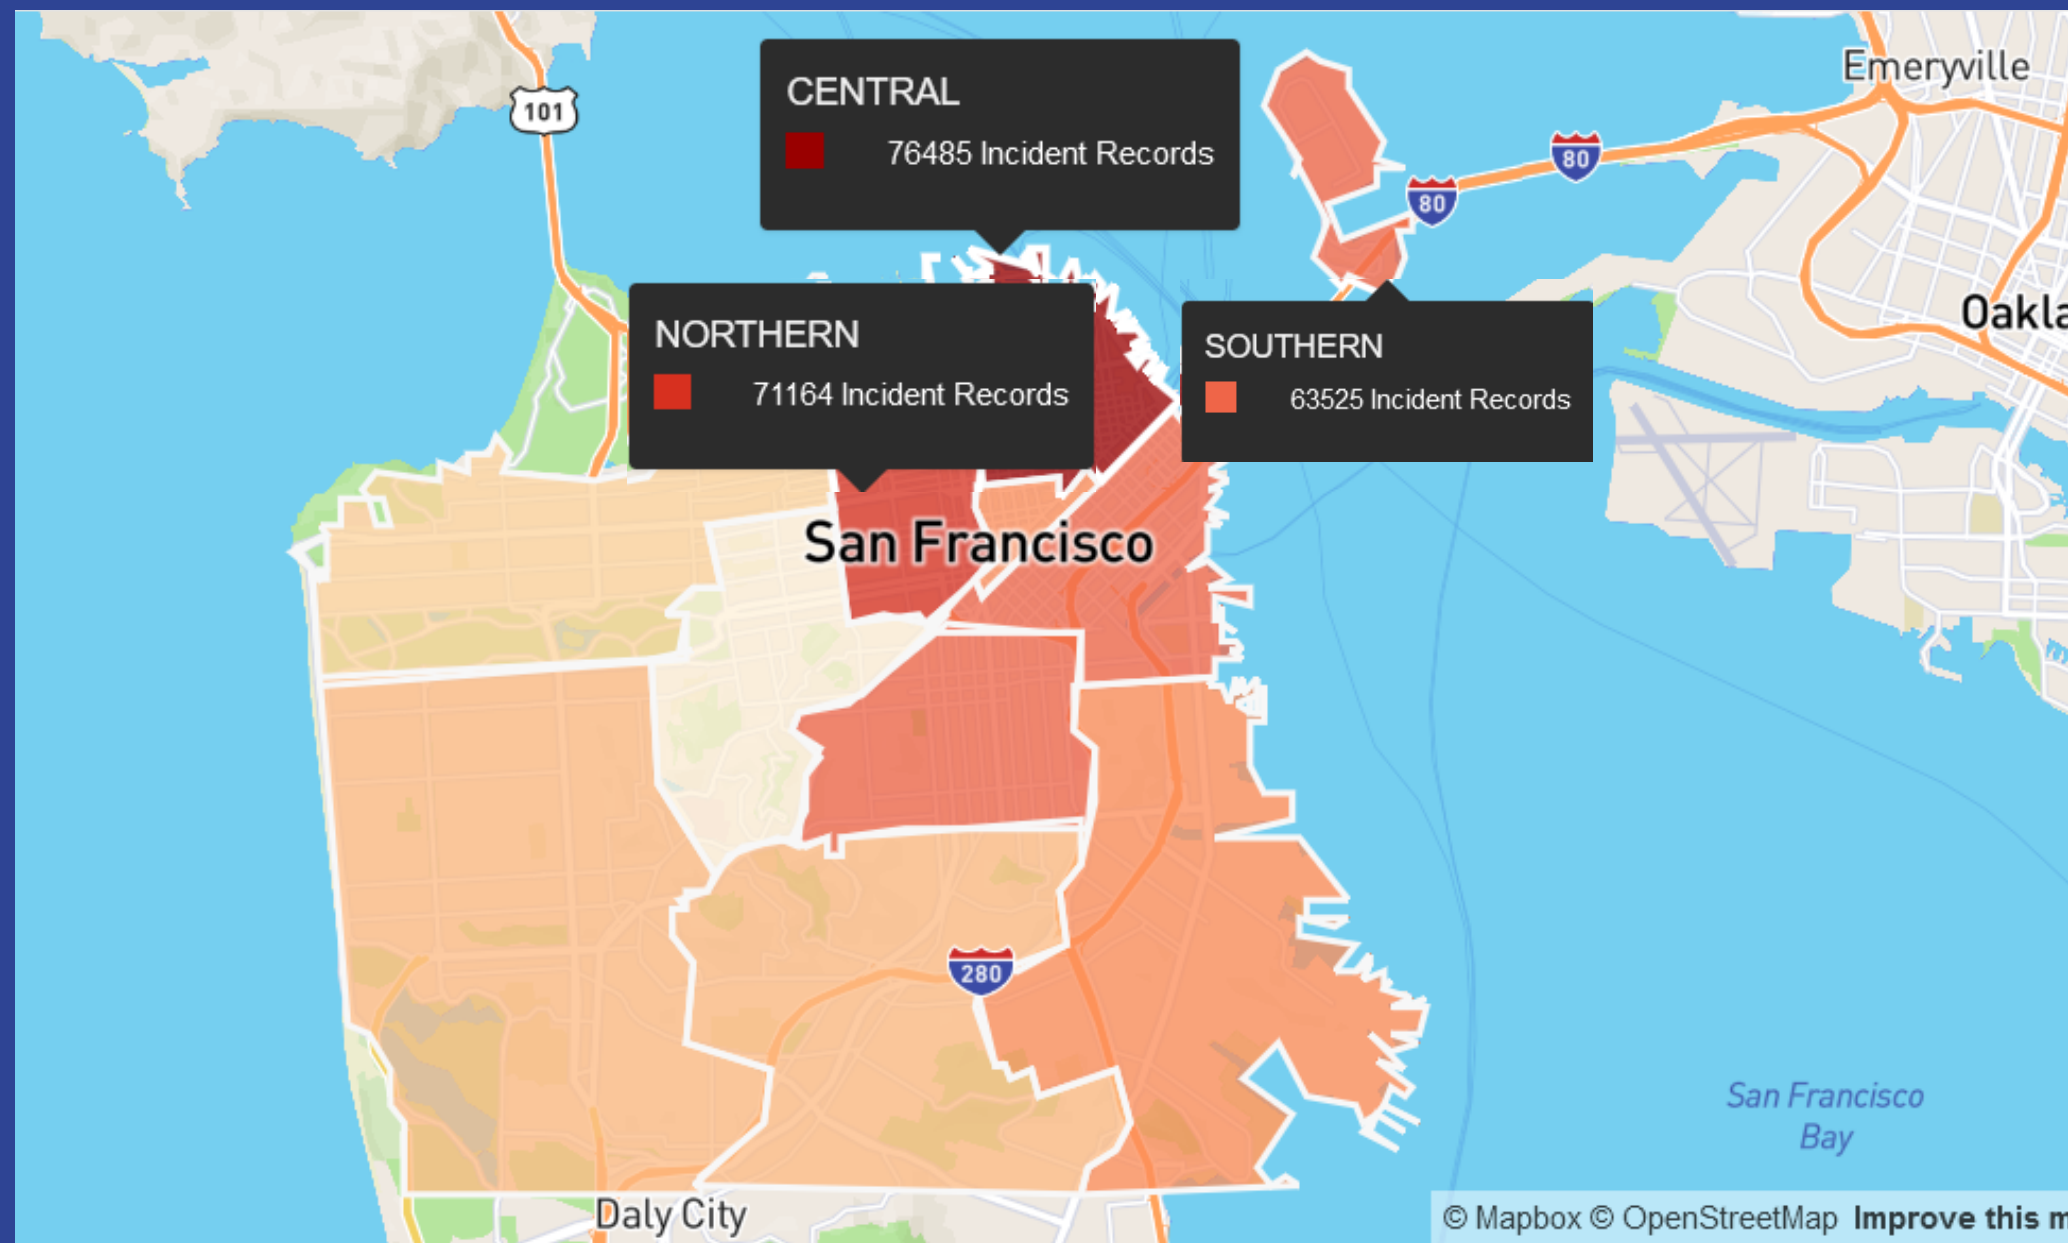 Emeryville
CENTRAL
76485 Incident Records
101
80
80
NORTHERN
71164 Incident Records
SOUTHERN
63525 Incident Records
Oakla
San Francisco
280
San Francisco
Bay
Daly City
© Mapbox © OpenStreetMap Improve this m